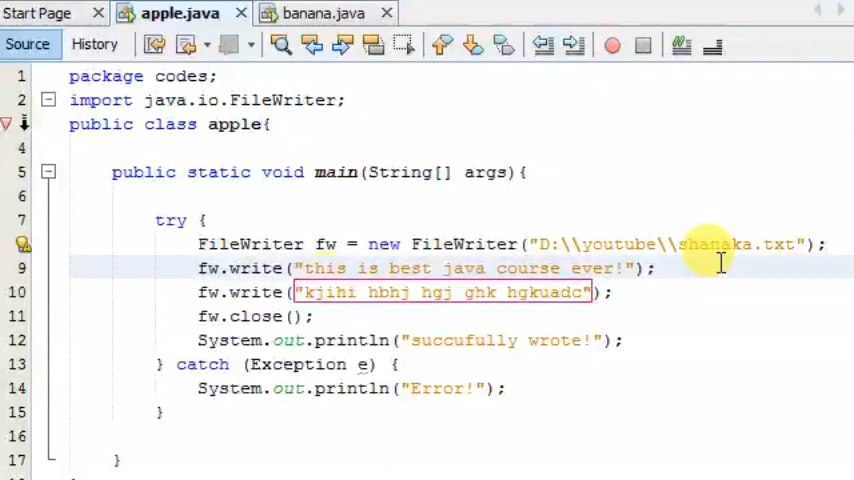 Start Page apple.java banana.java
Source History
1 package codes;
2 import java.io.FileWriter;
public class apple{
4
5 public static void main(String[] args){
6
7 try {
FileWriter fw = new FileWriter("D:\\youtube\\shanaka.txt");
9 fw.write("this is best java course ever!");
10 fw.write("kjihi hbhj hgj ghk hgkuadc");
11 fw.close();
12 System.out.println("succufully wrote!");
13 } catch (Exception e) {
14 System.out.println("Error!");
15 }
16
17 }